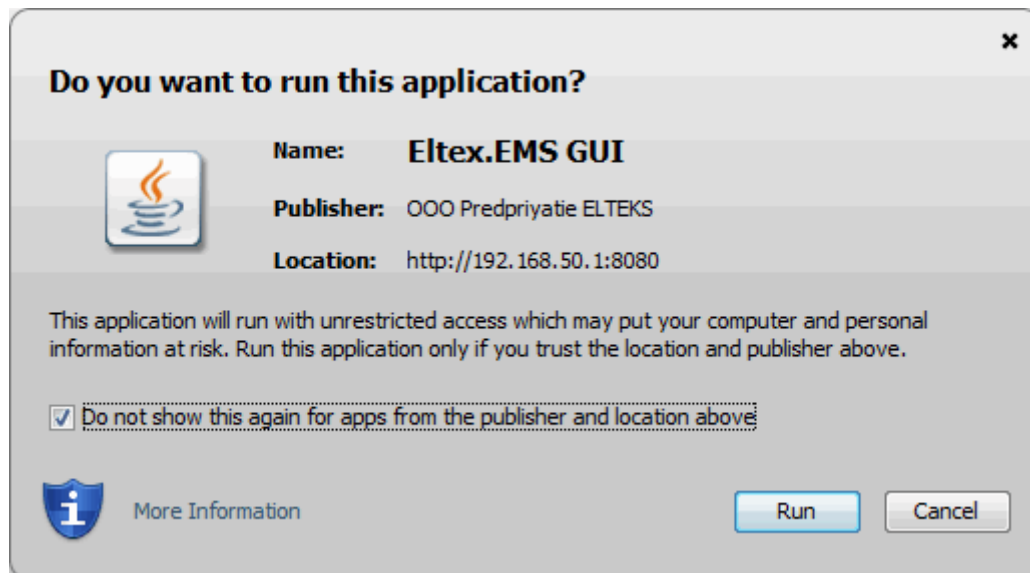 Do you want to run this application?
Name: Eltex.EMS GUI
Publisher: OOO Predpriyatie ELTEKS
Location: http://192.168.50.1:8080
This application will run with unrestricted access which may put your computer and personal
information at risk. Run this application only if you trust the location and publisher above.
Do not show this again for apps from the publisher and location above
More Information
Run Cancel